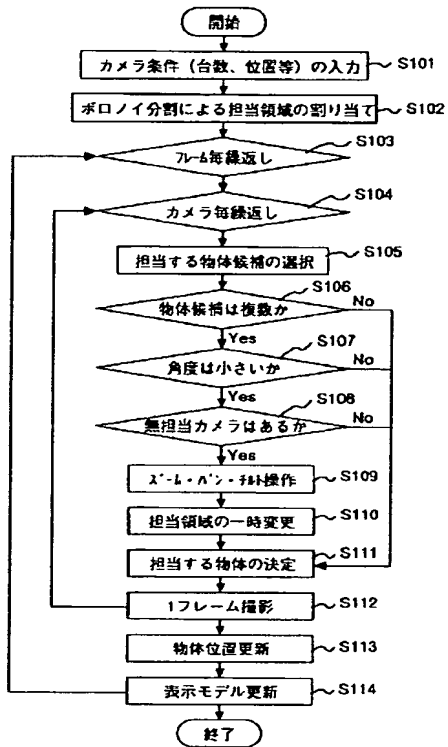 開始
カメラ条件（台数、位置等）の入力 S101
ボロノイ分割による担当領域の割り当て S102
ﾌﾚｰﾑ毎繰返し S103
カメラ毎繰返し S104
担当する物体候補の選択 S105
物体候補は複数か S106 No
Yes
角度は小さいか S107 No
Yes
無担当カメラはあるか S108 No
Yes
ｽﾞｰﾑ・ﾊﾟﾝ・ﾁﾙﾄ操作 S109
担当領域の一時変更 S110
担当する物体の決定 S111
1フレーム撮影 S112
物体位置更新 S113
表示モデル更新 S114
終了